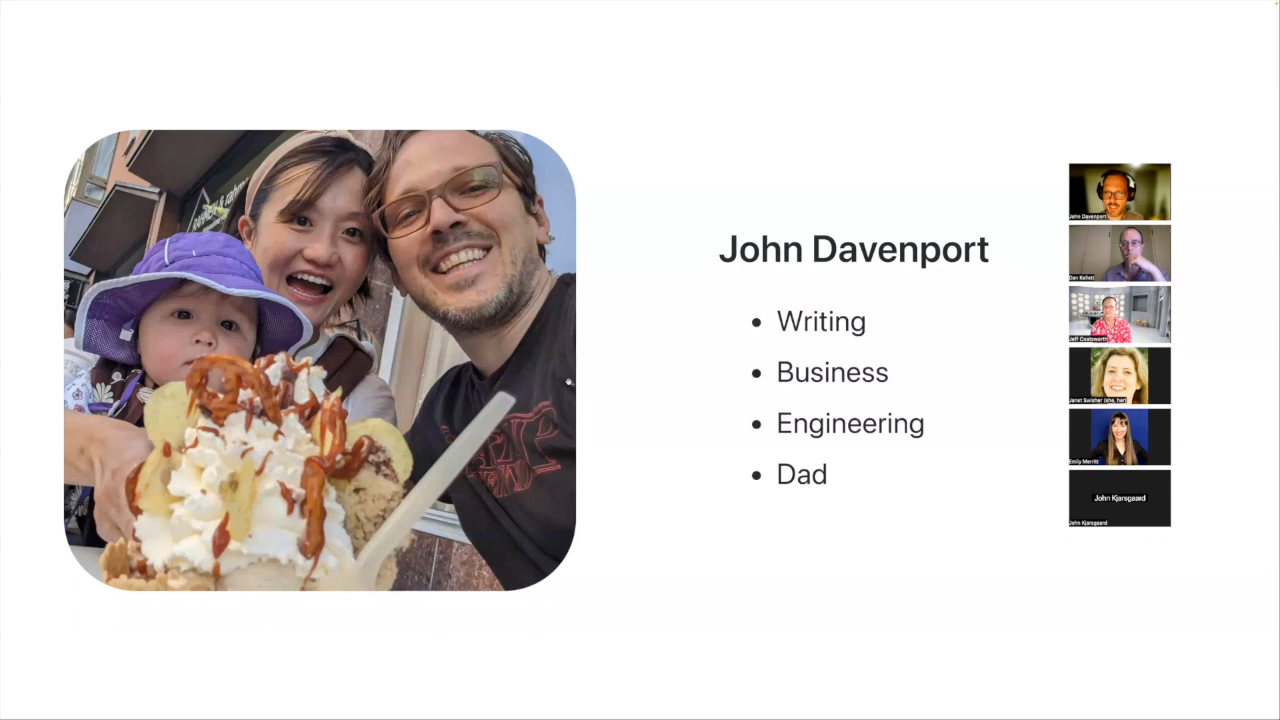 John Davenport
Writing
Business
Engineering
Dad
John Davenport
Dan Kellett
Jeff Coatsworth
Janet Swisher (she, her)
Emily Merritt
John Kjarsgaard
John Kjarsgaard